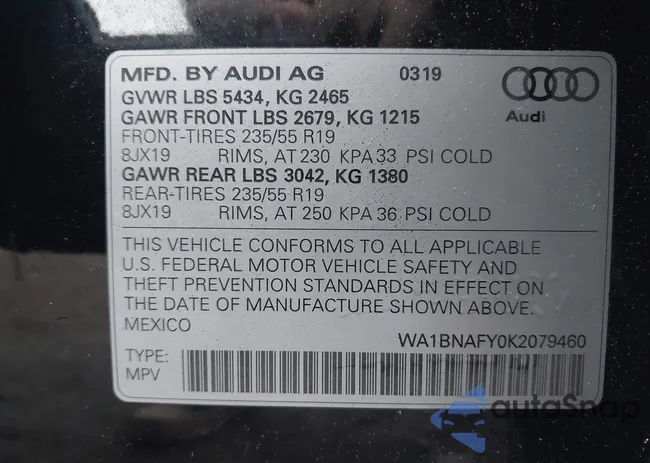 MFD. BY AUDI AG 0319
GVWR LBS 5434, KG 2465
GAWR FRONT LBS 2679, KG 1215
FRONT-TIRES 235/55 R19
8JX19 RIMS, AT 230 KPA 33 PSI COLD
GAWR REAR LBS 3042, KG 1380
REAR-TIRES 235/55 R19
8JX19 RIMS, AT 250 KPA 36 PSI COLD
Audi
THIS VEHICLE CONFORMS TO ALL APPLICABLE
U.S. FEDERAL MOTOR VEHICLE SAFETY AND
THEFT PREVENTION STANDARDS IN EFFECT ON
THE DATE OF MANUFACTURE SHOWN ABOVE.
MEXICO
WA1BNAFY0K2079460
TYPE:
MPV
autoSnap